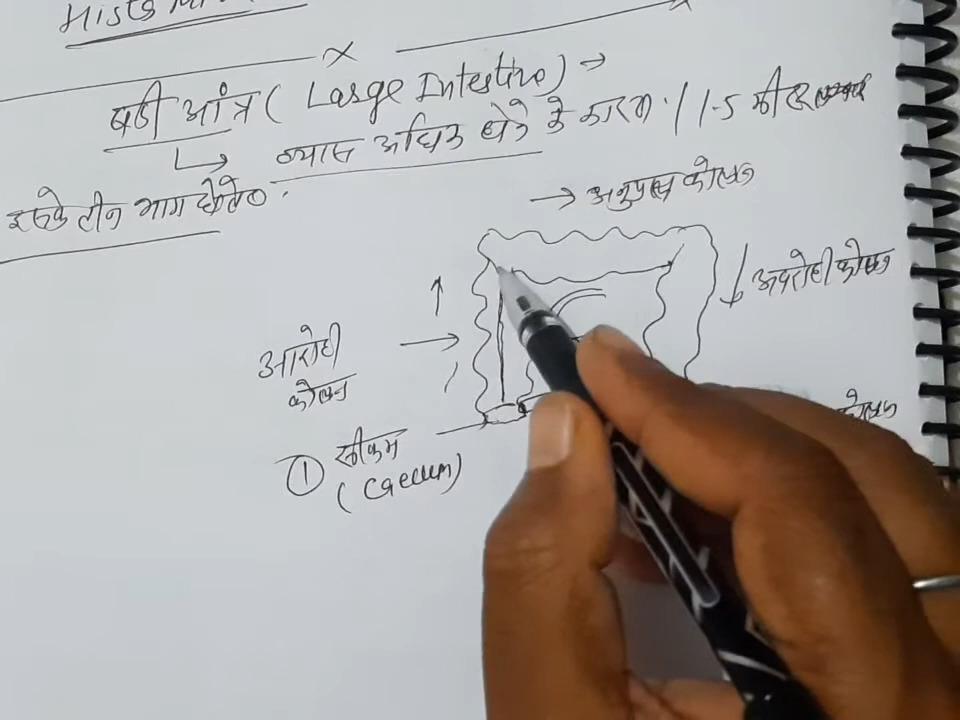 बडी आंत्र ( Large Intestine ) →
व्यास अधिक होने के कारण । 1.5 मीटर
इसके तीन भाग होते है
→ अनुप्रस्थ कोलन
↓ अवरोही कोलन
आरोही
कोलन
① सीकम
( Caecum )
कोलन